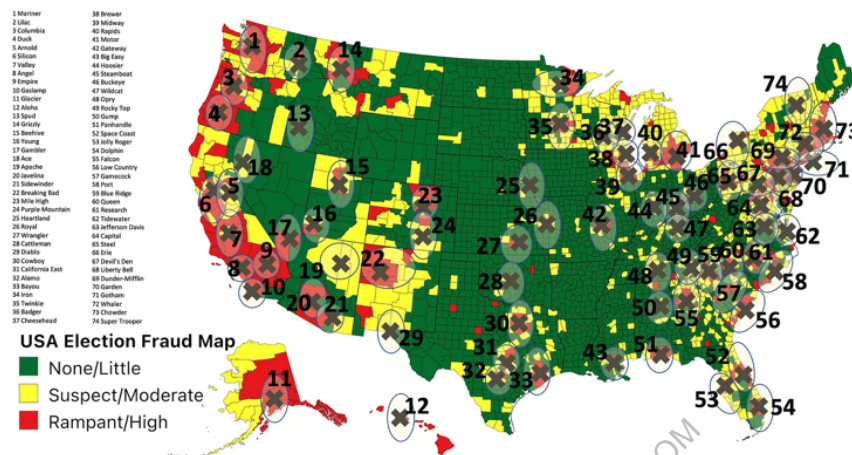 1 Mariner
2 Lilac
3 Columbia
4 Duck
5 Arnold
6 Silicon
7 Valley
8 Angel
9 Empire
10 Gaslamp
11 Glacier
12 Aloha
13 Spud
14 Grizzly
15 Beehive
16 Young
17 Gambler
18 Ace
19 Apache
20 Javelina
21 Sidewinder
22 Breaking Bad
23 Mile High
24 Purple Mountain
25 Heartland
26 Royal
27 Wrangler
28 Cattleman
29 Diablo
30 Cowboy
31 California East
32 Alamo
33 Bayou
34 Iron
35 Twinkie
36 Badger
37 Cheesehead
38 Brewer
39 Midway
40 Rapids
41 Motor
42 Gateway
43 Big Easy
44 Hoosier
45 Steamboat
46 Buckeye
47 Wildcat
48 Opry
49 Rocky Top
50 Gump
51 Panhandle
52 Space Coast
53 Jolly Roger
54 Dolphin
55 Falcon
56 Low Country
57 Gamecock
58 Port
59 Blue Ridge
60 Queen
61 Research
62 Tidewater
63 Jefferson Davis
64 Capital
65 Steel
66 Erie
67 Devil's Den
68 Liberty Bell
69 Dunder-Mifflin
70 Garden
71 Gotham
72 Whaler
73 Chowder
74 Super Trooper
USA Election Fraud Map
None/Little
Suspect/Moderate
Rampant/High
1
2
14
34
74
3
4
13
35
36
37
40
41
66
69
72
73
38
18
15
25
39
65
67
71
70
6
5
23
46
45
44
64
68
16
24
26
42
47
63
62
7
17
27
8
9
19
22
28
48
49
59
60
61
58
10
20
21
29
30
50
55
57
56
31
32
33
43
51
52
53
54
11
12
COM